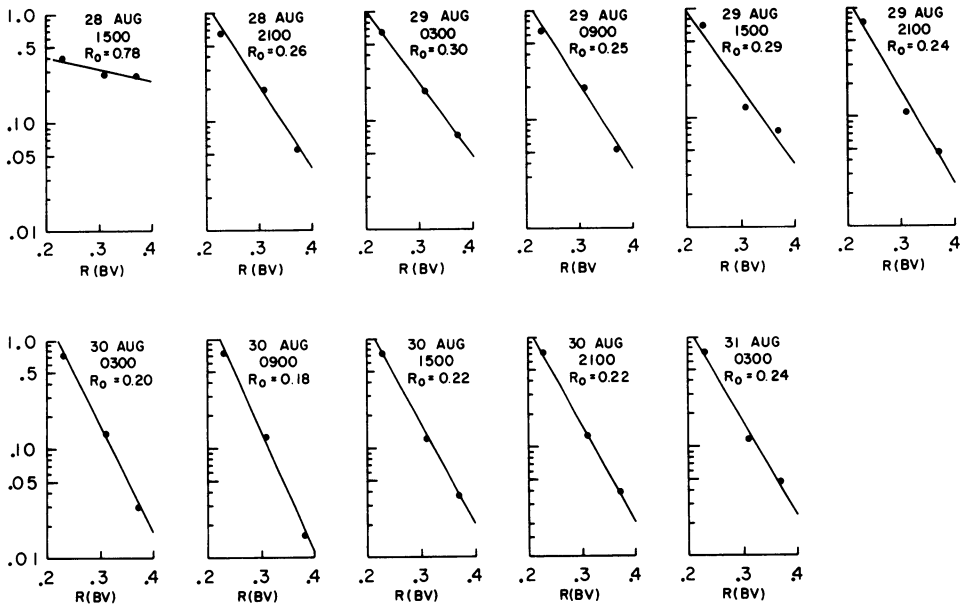 1.0
.5
.10
.05
.01
28 AUG
1500
R₀ = 0.78
.2 .3 .4
R (BV)
28 AUG
2100
R₀ = 0.26
.2 .3 .4
R (BV)
29 AUG
0300
R₀ = 0.30
.2 .3 .4
R (BV)
29 AUG
0900
R₀ = 0.25
.2 .3 .4
R (BV
29 AUG
1500
R₀ = 0.29
.2 .3 .4
R (BV)
29 AUG
2100
R₀ = 0.24
.2 .3 .4
R (BV)
1.0
.5
.10
.05
.01
30 AUG
0300
R₀ = 0.20
.2 .3 .4
R (BV)
30 AUG
0900
R₀ = 0.18
.2 .3 .4
R (BV)
30 AUG
1500
R₀ = 0.22
.2 .3 .4
R (BV)
30 AUG
2100
R₀ = 0.22
.2 .3 .4
R (BV)
31 AUG
0300
R₀ = 0.24
.2 .3 .4
R (BV)